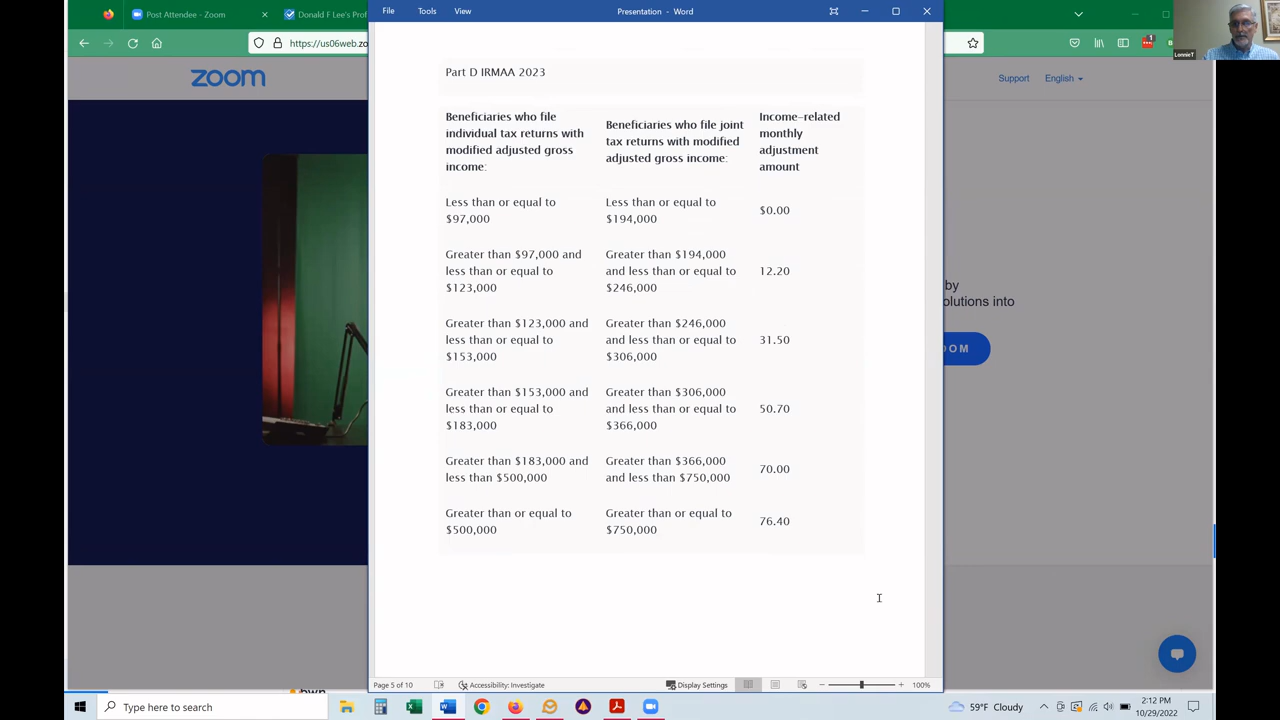 Post Attendee - Zoom
Donald F Lee's Prof
File
Tools
View
Presentation - Word
https://us06web.zo
1
LonnieT
zoom
Support
English
Part D IRMAA 2023
Beneficiaries who file
individual tax returns with
modified adjusted gross
income:
Beneficiaries who file joint
tax returns with modified
adjusted gross income:
Income-related
monthly
adjustment
amount
Less than or equal to
$97,000
Less than or equal to
$194,000
$0.00
Greater than $97,000 and
less than or equal to
$123,000
Greater than $194,000
and less than or equal to
$246,000
12.20
Greater than $123,000 and
less than or equal to
$153,000
Greater than $246,000
and less than or equal to
$306,000
31.50
Greater than $153,000 and
less than or equal to
$183,000
Greater than $306,000
and less than or equal to
$366,000
50.70
Greater than $183,000 and
less than $500,000
Greater than $366,000
and less than $750,000
70.00
Greater than or equal to
$500,000
Greater than or equal to
$750,000
76.40
by
olutions into
OOM
Page 5 of 10
Accessibility: Investigate
Display Settings
100%
Type here to search
59°F Cloudy
2:12 PM
10/29/2022